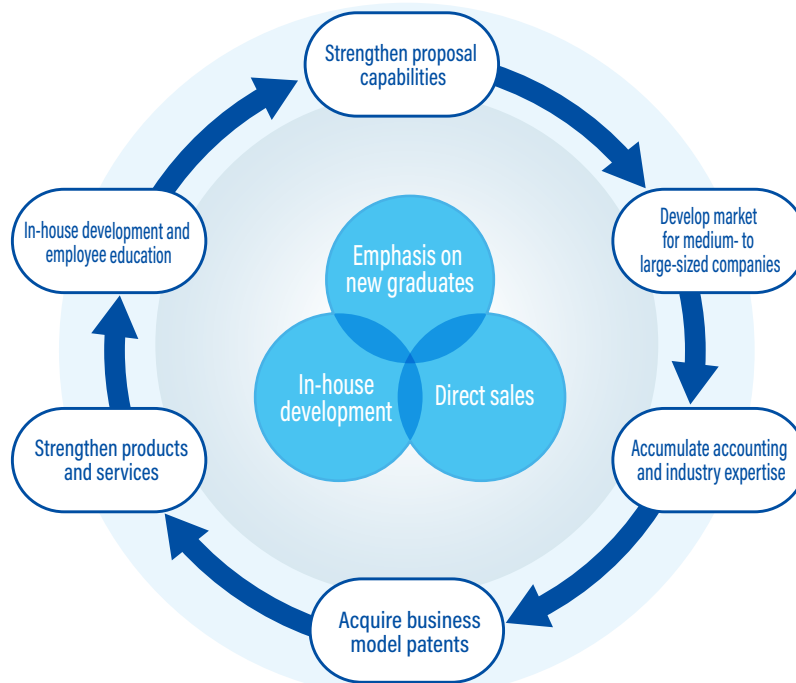 Strengthen proposal
capabilities
Develop market
for medium- to
large-sized companies
Accumulate accounting
and industry expertise
Acquire business
model patents
Strengthen products
and services
In-house development and
employee education
Emphasis on
new graduates
In-house
development
Direct sales